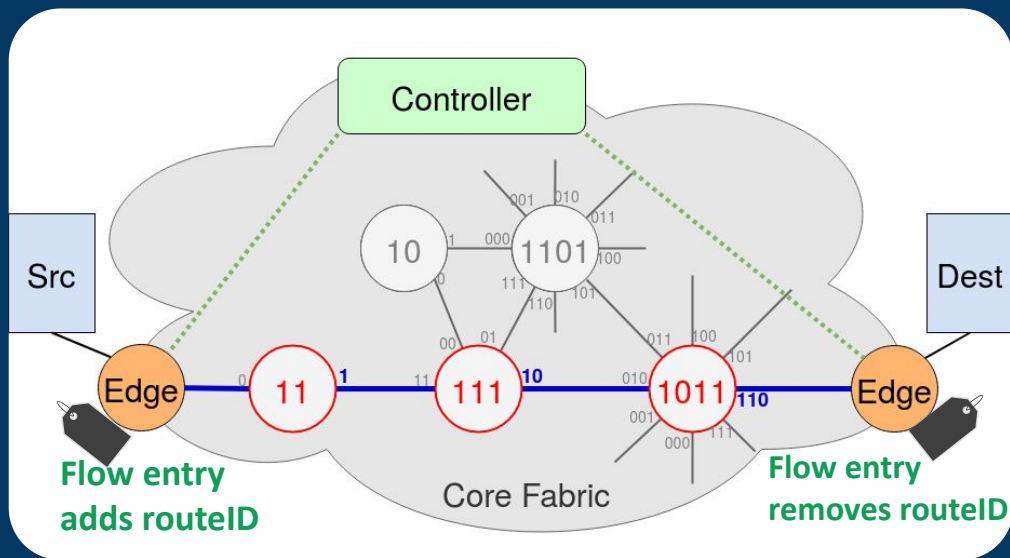 Controller
001
010
011
10
1
000
1101
100
0
111
110
101
Src
Dest
00
01
011
100
101
Edge
0
11
1
11
111
10
010
1011
110
Edge
001
000
111
Flow entry
adds routeID
Core Fabric
Flow entry
removes routeID